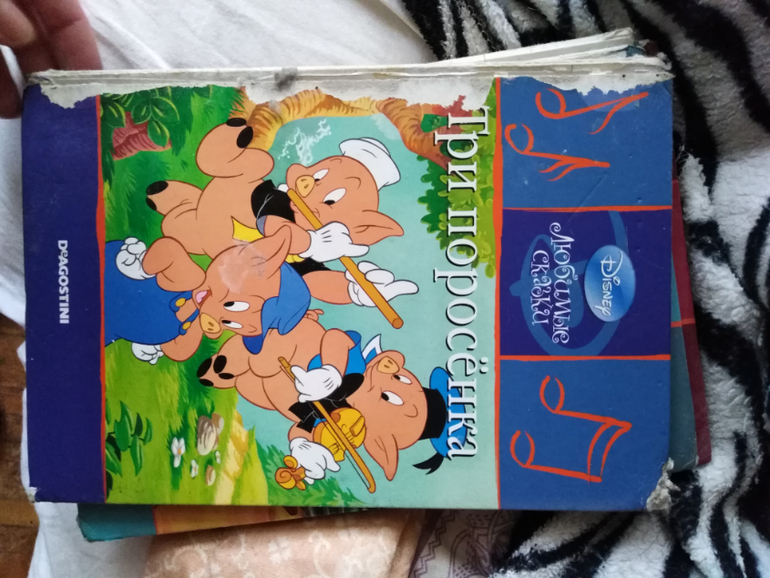 DISNEY
Любимые
сказки
Три поросёнка
DeAGOSTINI